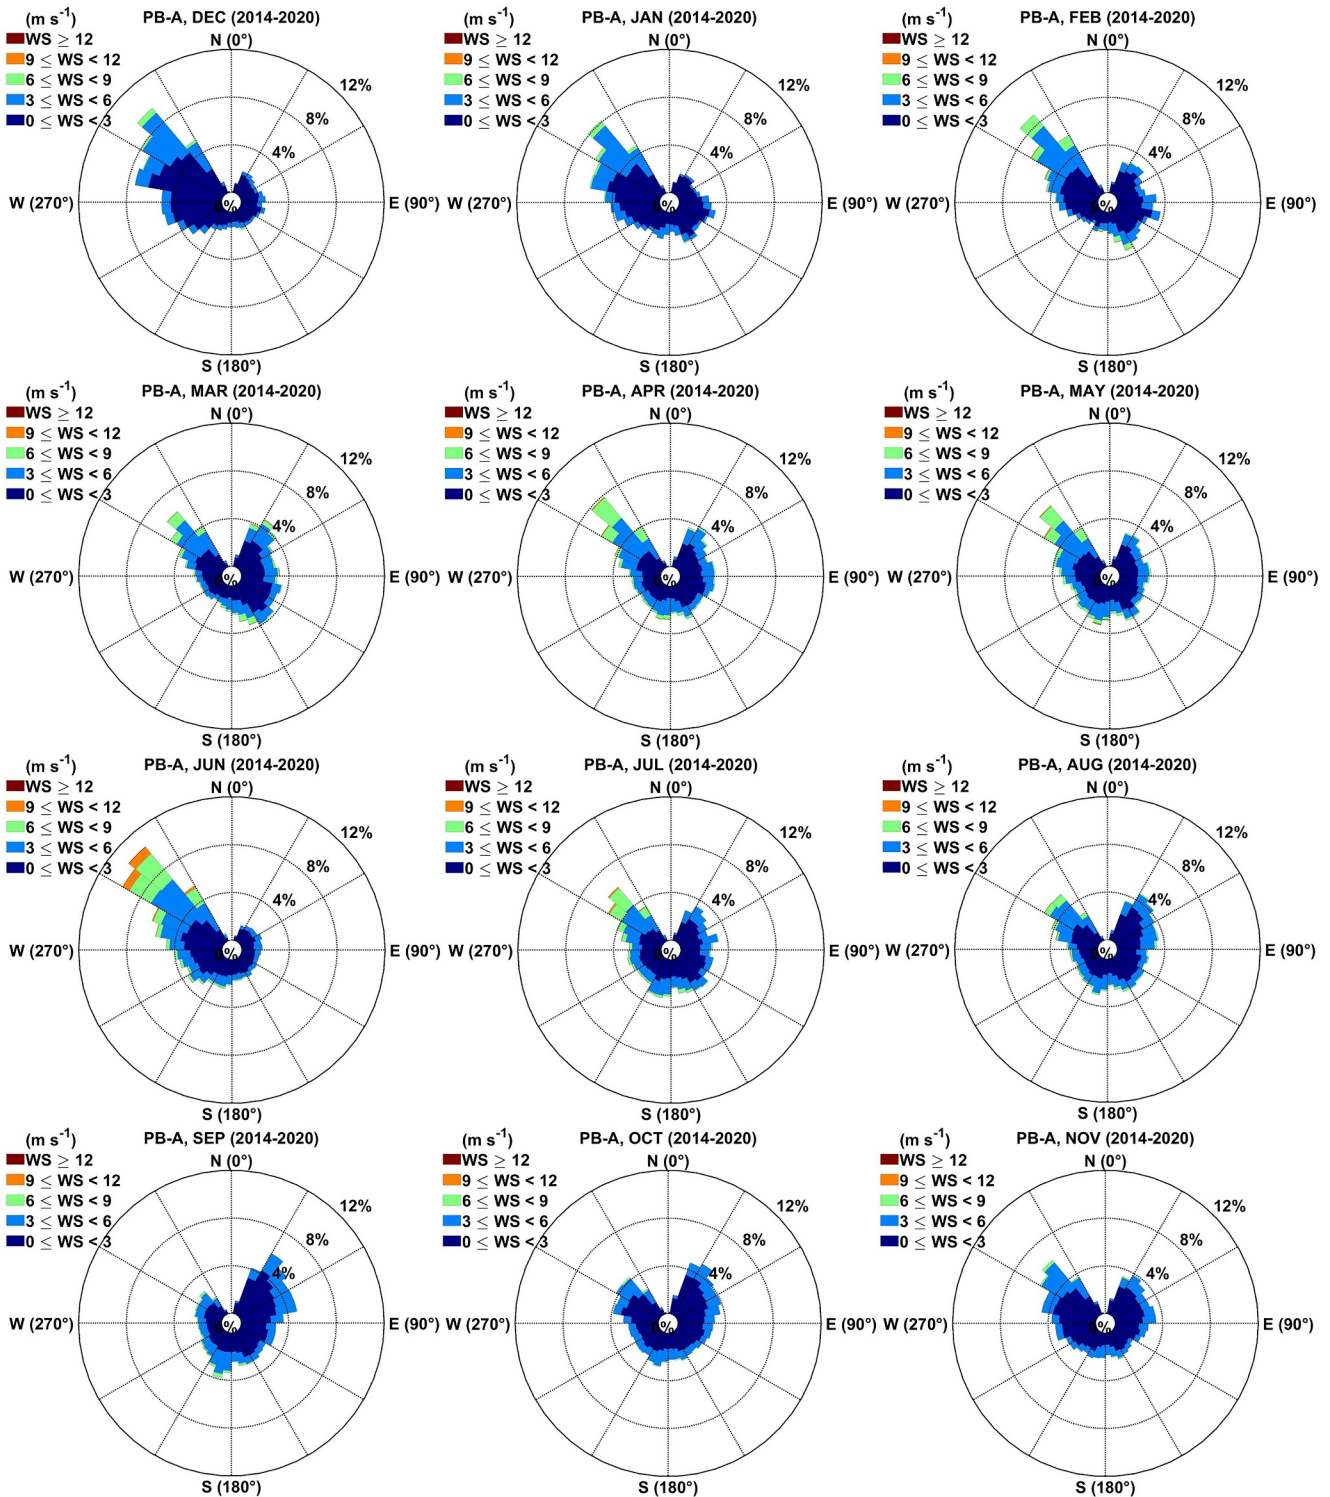 (m s-1) PB-A, DEC (2014-2020) (m s-1) PB-A, JAN (2014-2020) (m s-1) PB-A, FEB (2014-2020)
WS ≥ 12 N (0°) WS ≥ 12 N (0°) WS ≥ 12 N (0°)
9 ≤ WS < 12 9 ≤ WS < 12 9 ≤ WS < 12
6 ≤ WS < 9 12% 6 ≤ WS < 9 12% 6 ≤ WS < 9 12%
3 ≤ WS < 6 3 ≤ WS < 6 3 ≤ WS < 6
0 ≤ WS < 3 8% 0 ≤ WS < 3 8% 0 ≤ WS < 3 8%
4% 4% 4%
W (270°) 0% E (90°) W (270°) 0% E (90°) W (270°) 0% E (90°)
S (180°) S (180°) S (180°)
(m s-1) PB-A, MAR (2014-2020) (m s-1) PB-A, APR (2014-2020) (m s-1) PB-A, MAY (2014-2020)
WS ≥ 12 N (0°) WS ≥ 12 N (0°) WS ≥ 12 N (0°)
9 ≤ WS < 12 9 ≤ WS < 12 9 ≤ WS < 12
6 ≤ WS < 9 12% 6 ≤ WS < 9 12% 6 ≤ WS < 9 12%
3 ≤ WS < 6 3 ≤ WS < 6 3 ≤ WS < 6
0 ≤ WS < 3 8% 0 ≤ WS < 3 8% 0 ≤ WS < 3 8%
4% 4% 4%
W (270°) 0% E (90°) W (270°) 0% E (90°) W (270°) 0% E (90°)
S (180°) S (180°) S (180°)
(m s-1) PB-A, JUN (2014-2020) (m s-1) PB-A, JUL (2014-2020) (m s-1) PB-A, AUG (2014-2020)
WS ≥ 12 N (0°) WS ≥ 12 N (0°) WS ≥ 12 N (0°)
9 ≤ WS < 12 9 ≤ WS < 12 9 ≤ WS < 12
6 ≤ WS < 9 12% 6 ≤ WS < 9 12% 6 ≤ WS < 9 12%
3 ≤ WS < 6 3 ≤ WS < 6 3 ≤ WS < 6
0 ≤ WS < 3 8% 0 ≤ WS < 3 8% 0 ≤ WS < 3 8%
4% 4% 4%
W (270°) 0% E (90°) W (270°) 0% E (90°) W (270°) 0% E (90°)
S (180°) S (180°) S (180°)
(m s-1) PB-A, SEP (2014-2020) (m s-1) PB-A, OCT (2014-2020) (m s-1) PB-A, NOV (2014-2020)
WS ≥ 12 N (0°) WS ≥ 12 N (0°) WS ≥ 12 N (0°)
9 ≤ WS < 12 9 ≤ WS < 12 9 ≤ WS < 12
6 ≤ WS < 9 12% 6 ≤ WS < 9 12% 6 ≤ WS < 9 12%
3 ≤ WS < 6 3 ≤ WS < 6 3 ≤ WS < 6
0 ≤ WS < 3 8% 0 ≤ WS < 3 8% 0 ≤ WS < 3 8%
4% 4% 4%
W (270°) 0% E (90°) W (270°) 0% E (90°) W (270°) 0% E (90°)
S (180°) S (180°) S (180°)